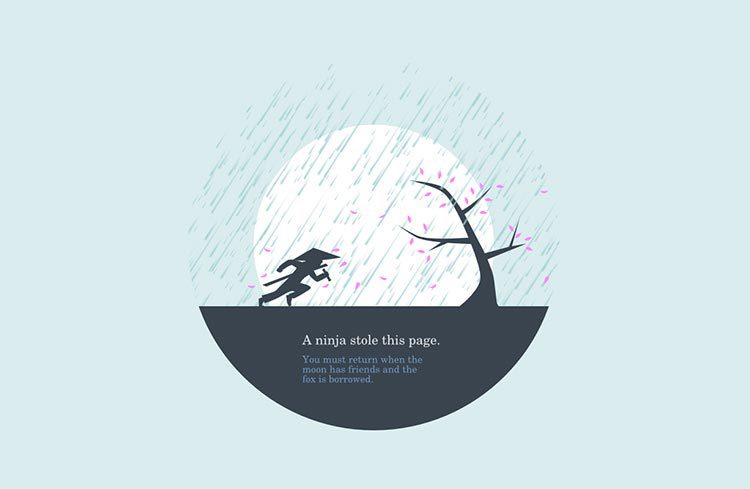 A ninja stole this page.
You must return when the
moon has friends and the
fox is borrowed.